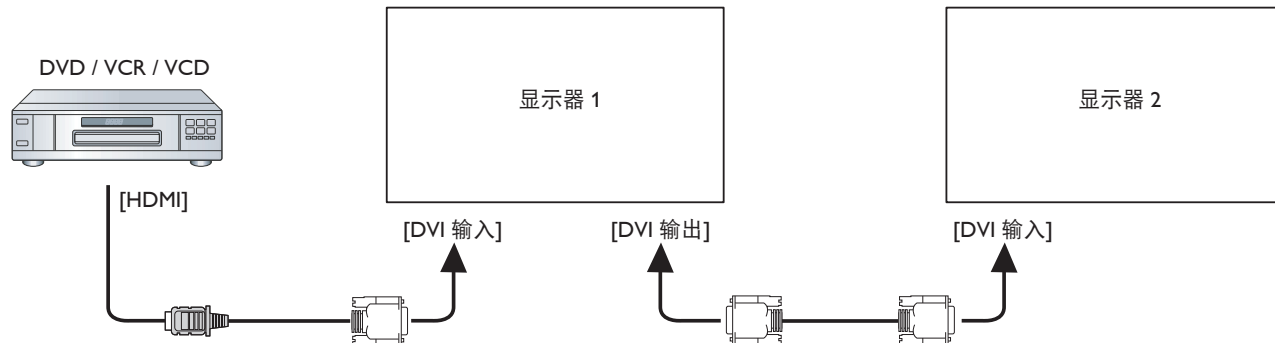 DVD / VCR / VCD
显示器 1
显示器 2
[HDMI]
[DVI 输入]
[DVI 输出]
[DVI 输入]